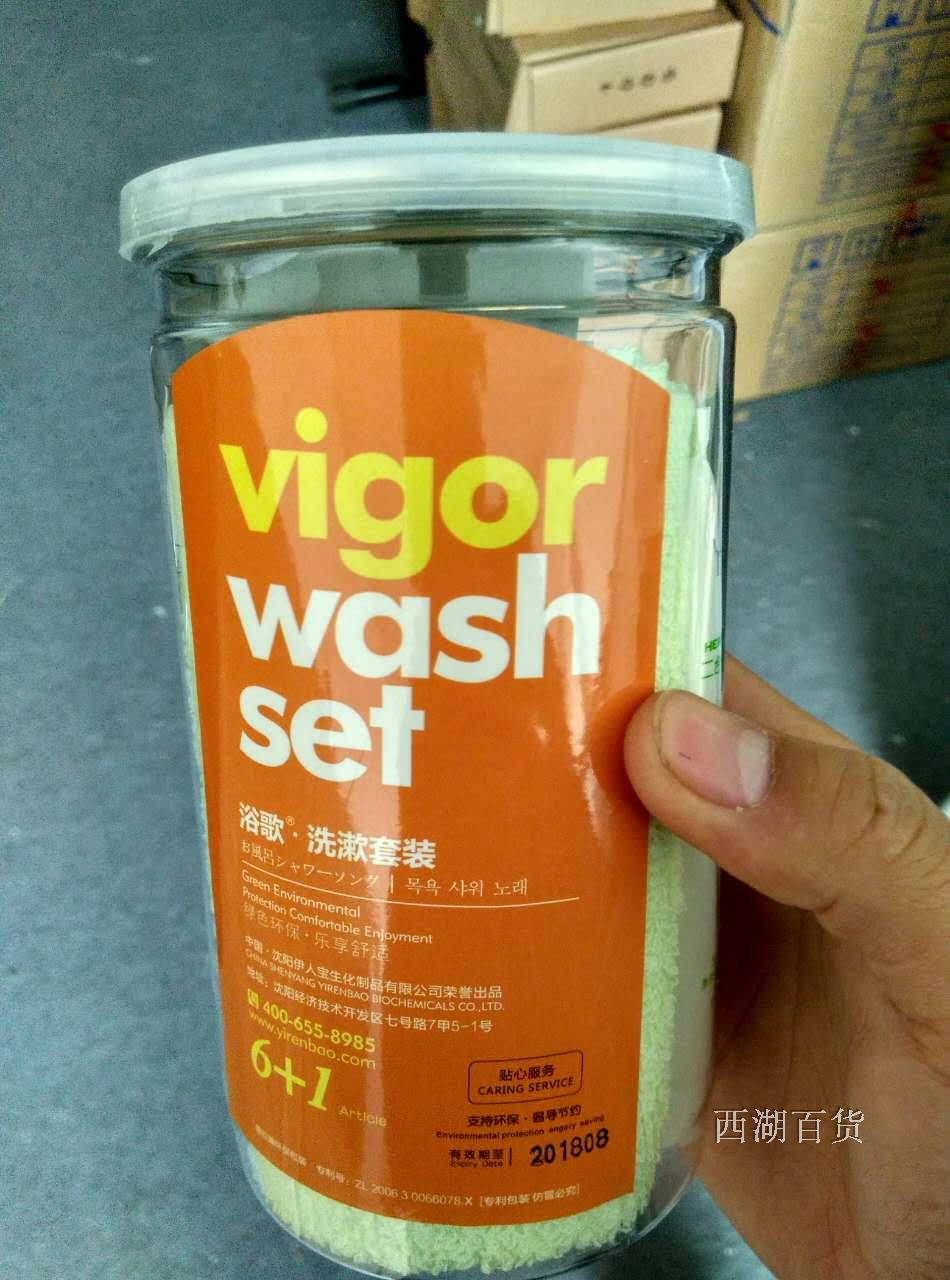 vigor
wash
set
浴歌®·洗漱套装
お風呂シャワーソング | 목욕 샤워 노래
Green Environmental
Protection Comfortable Enjoyment
绿色环保·乐享舒适
中国·沈阳伊人宝生化制品有限公司荣誉出品
CHINA SHENYANG YIRENBAO BIOCHEMICALS CO.,LTD.
地址:沈阳经济技术开发区七号路7甲5-1号
400-655-8985
www.yirenbao.com
6+1 Article
贴心服务
CARING SERVICE
支持环保·倡导节约
Environmental protection engery saving
有效期至
Expiry Date | 201808
专利号:ZL 2006 3 0066078.X [专利包装 仿冒必究]
西湖百货